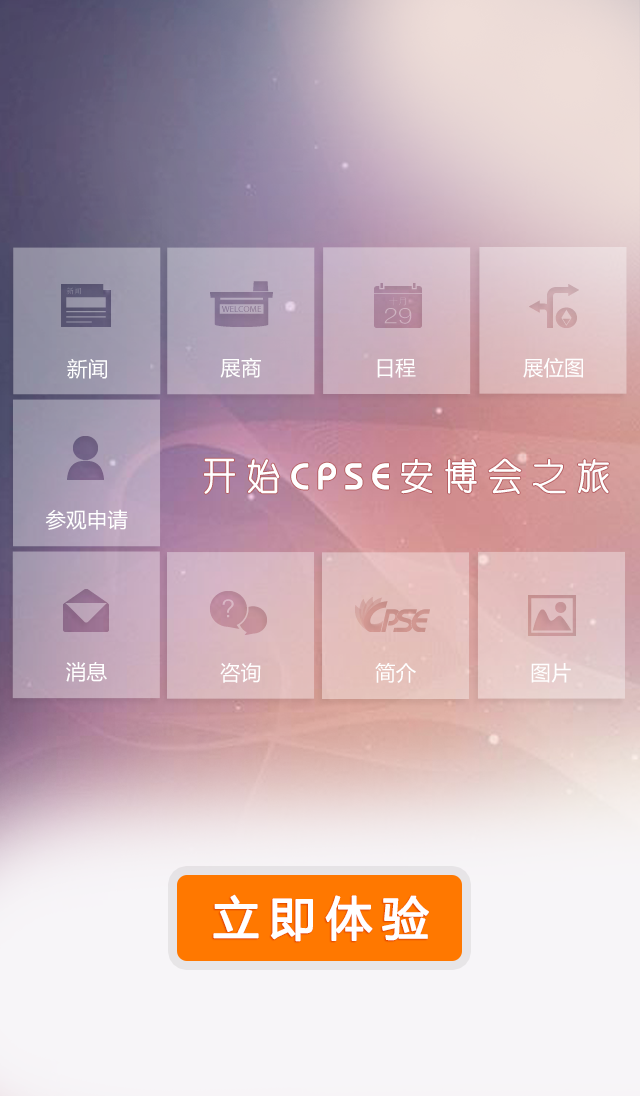 新闻
WELCOME
展商
十月
29
日程
展位图
参观申请
开始CPSE安博会之旅
消息
?
咨询
CPSE
简介
图片
立即体验